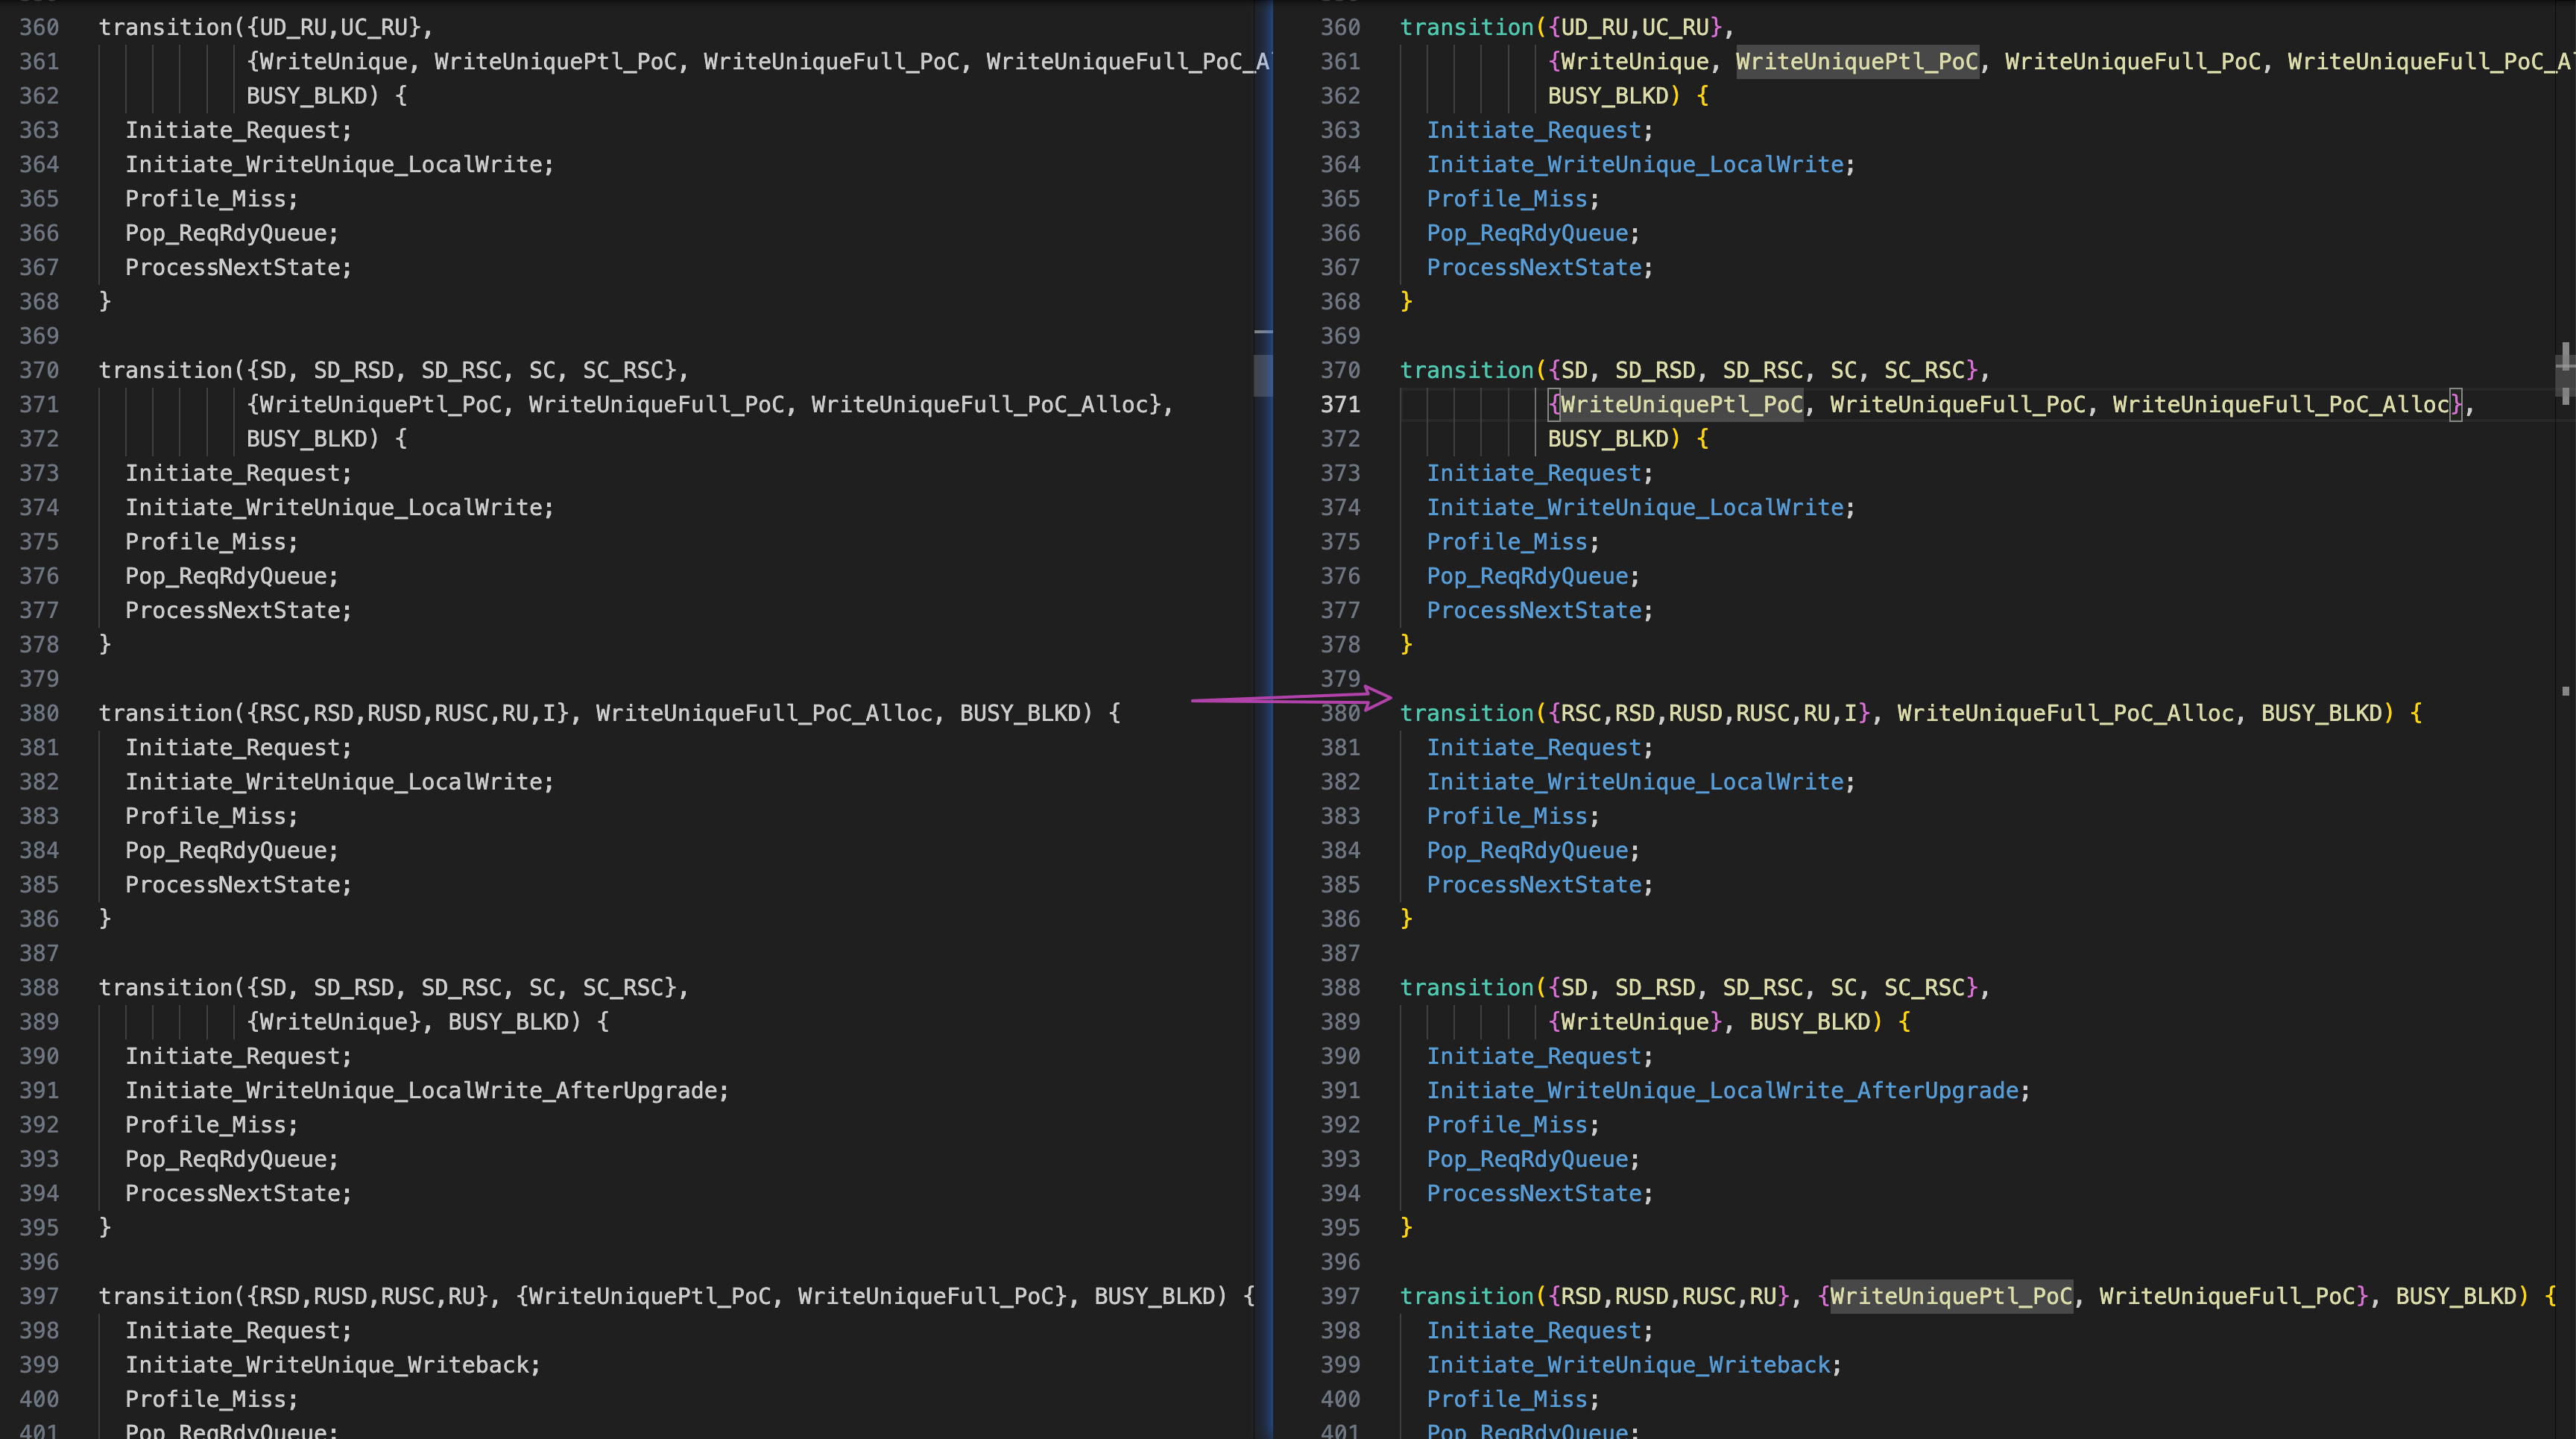 360 transition({UD_RU,UC_RU},
361 {WriteUnique, WriteUniquePtl_PoC, WriteUniqueFull_PoC, WriteUniqueFull_PoC_A
362 BUSY_BLKD) {
363 Initiate_Request;
364 Initiate_WriteUnique_LocalWrite;
365 Profile_Miss;
366 Pop_ReqRdyQueue;
367 ProcessNextState;
368 }
369
370 transition({SD, SD_RSD, SD_RSC, SC, SC_RSC},
371 {WriteUniquePtl_PoC, WriteUniqueFull_PoC, WriteUniqueFull_PoC_Alloc},
372 BUSY_BLKD) {
373 Initiate_Request;
374 Initiate_WriteUnique_LocalWrite;
375 Profile_Miss;
376 Pop_ReqRdyQueue;
377 ProcessNextState;
378 }
379
380 transition({RSC,RSD,RUSD,RUSC,RU,I}, WriteUniqueFull_PoC_Alloc, BUSY_BLKD) {
381 Initiate_Request;
382 Initiate_WriteUnique_LocalWrite;
383 Profile_Miss;
384 Pop_ReqRdyQueue;
385 ProcessNextState;
386 }
387
388 transition({SD, SD_RSD, SD_RSC, SC, SC_RSC},
389 {WriteUnique}, BUSY_BLKD) {
390 Initiate_Request;
391 Initiate_WriteUnique_LocalWrite_AfterUpgrade;
392 Profile_Miss;
393 Pop_ReqRdyQueue;
394 ProcessNextState;
395 }
396
397 transition({RSD,RUSD,RUSC,RU}, {WriteUniquePtl_PoC, WriteUniqueFull_PoC}, BUSY_BLKD) {
398 Initiate_Request;
399 Initiate_WriteUnique_Writeback;
400 Profile_Miss;
401 Pop_ReqRdyQueue;
360 transition({UD_RU,UC_RU},
361 {WriteUnique, WriteUniquePtl_PoC, WriteUniqueFull_PoC, WriteUniqueFull_PoC_A
362 BUSY_BLKD) {
363 Initiate_Request;
364 Initiate_WriteUnique_LocalWrite;
365 Profile_Miss;
366 Pop_ReqRdyQueue;
367 ProcessNextState;
368 }
369
370 transition({SD, SD_RSD, SD_RSC, SC, SC_RSC},
371 {WriteUniquePtl_PoC, WriteUniqueFull_PoC, WriteUniqueFull_PoC_Alloc},
372 BUSY_BLKD) {
373 Initiate_Request;
374 Initiate_WriteUnique_LocalWrite;
375 Profile_Miss;
376 Pop_ReqRdyQueue;
377 ProcessNextState;
378 }
379
380 transition({RSC,RSD,RUSD,RUSC,RU,I}, WriteUniqueFull_PoC_Alloc, BUSY_BLKD) {
381 Initiate_Request;
382 Initiate_WriteUnique_LocalWrite;
383 Profile_Miss;
384 Pop_ReqRdyQueue;
385 ProcessNextState;
386 }
387
388 transition({SD, SD_RSD, SD_RSC, SC, SC_RSC},
389 {WriteUnique}, BUSY_BLKD) {
390 Initiate_Request;
391 Initiate_WriteUnique_LocalWrite_AfterUpgrade;
392 Profile_Miss;
393 Pop_ReqRdyQueue;
394 ProcessNextState;
395 }
396
397 transition({RSD,RUSD,RUSC,RU}, {WriteUniquePtl_PoC, WriteUniqueFull_PoC}, BUSY_BLKD) {
398 Initiate_Request;
399 Initiate_WriteUnique_Writeback;
400 Profile_Miss;
401 Pop_ReqRdyQueue;